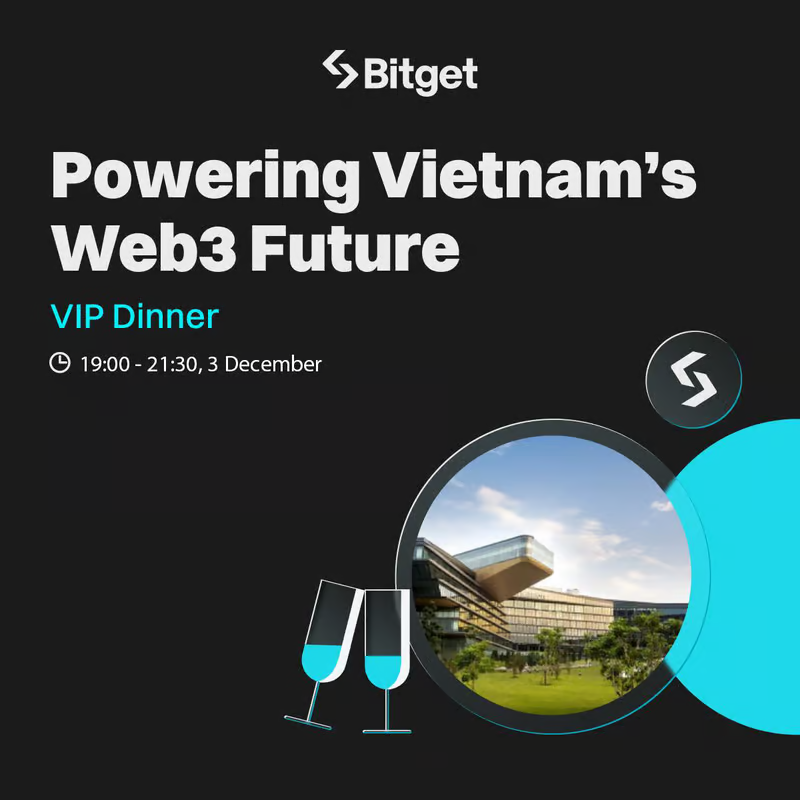 Bitget
Powering Vietnam’s
Web3 Future
VIP Dinner
19:00 - 21:30, 3 December